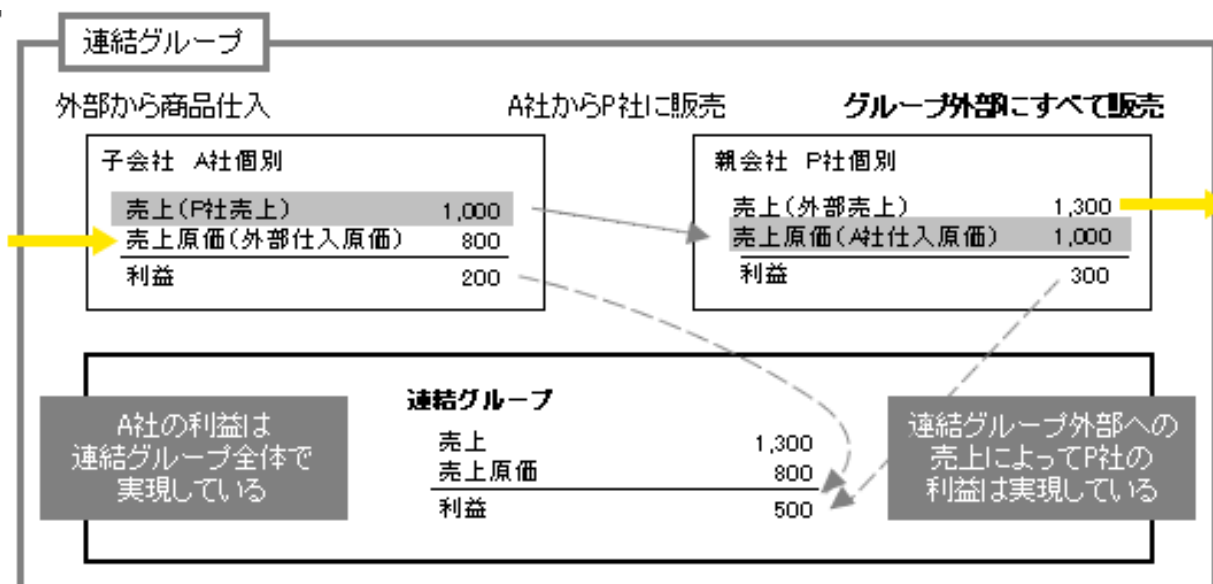 連結グループ
外部から商品仕入
A社からP社に販売
グループ外部にすべて販売
子会社 A社個別
売上(P社売上) 1,000
売上原価(外部仕入原価) 800
利益 200
親会社 P社個別
売上(外部売上) 1,300
売上原価(A社仕入原価) 1,000
利益 300
A社の利益は
連結グループ全体で
実現している
連結グループ
売上 1,300
売上原価 800
利益 500
連結グループ外部への
売上によってP社の
利益は実現している